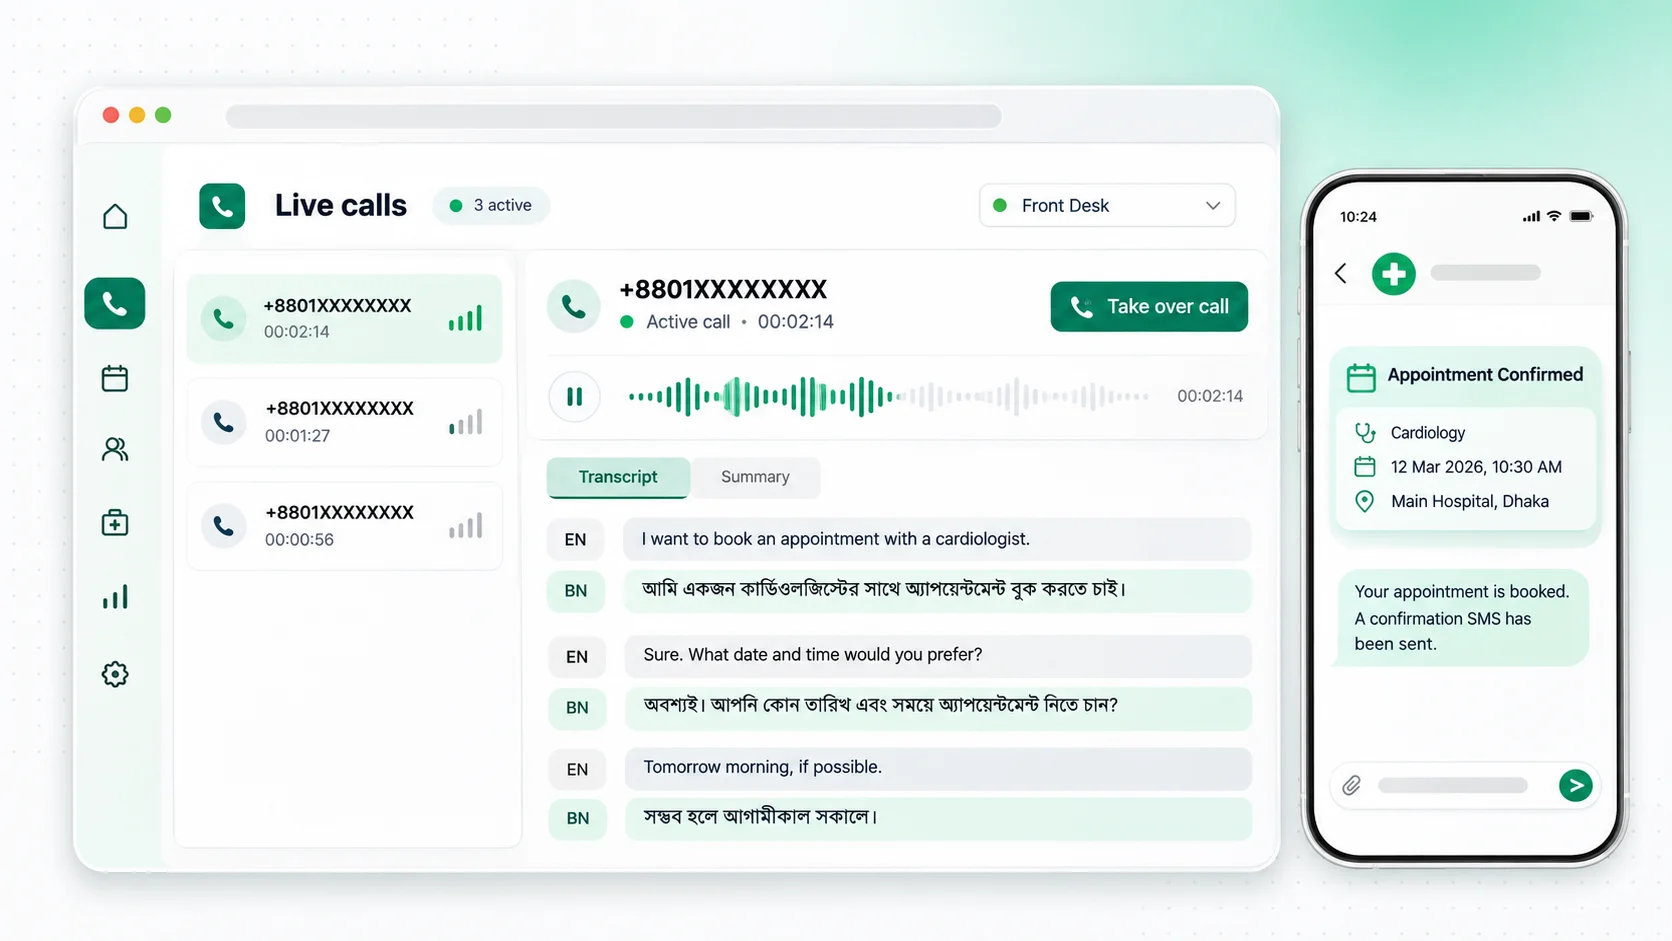 Live calls
3 active
Front Desk
+8801XXXXXXXX
00:02:14
+8801XXXXXXXX
00:01:27
+8801XXXXXXXX
00:00:56
+8801XXXXXXXX
Active call • 00:02:14
Take over call
00:02:14
Transcript
Summary
EN
I want to book an appointment with a cardiologist.
BN
আমি একজন কার্ডিওলজিস্টের সাথে অ্যাপয়েন্টমেন্ট বুক করতে চাই।
EN
Sure. What date and time would you prefer?
BN
অবশ্যই। আপনি কোন তারিখ এবং সময়ে অ্যাপয়েন্টমেন্ট নিতে চান?
EN
Tomorrow morning, if possible.
BN
সম্ভব হলে আগামীকাল সকালে।
10:24
Appointment Confirmed
Cardiology
12 Mar 2026, 10:30 AM
Main Hospital, Dhaka
Your appointment is booked.
A confirmation SMS has
been sent.